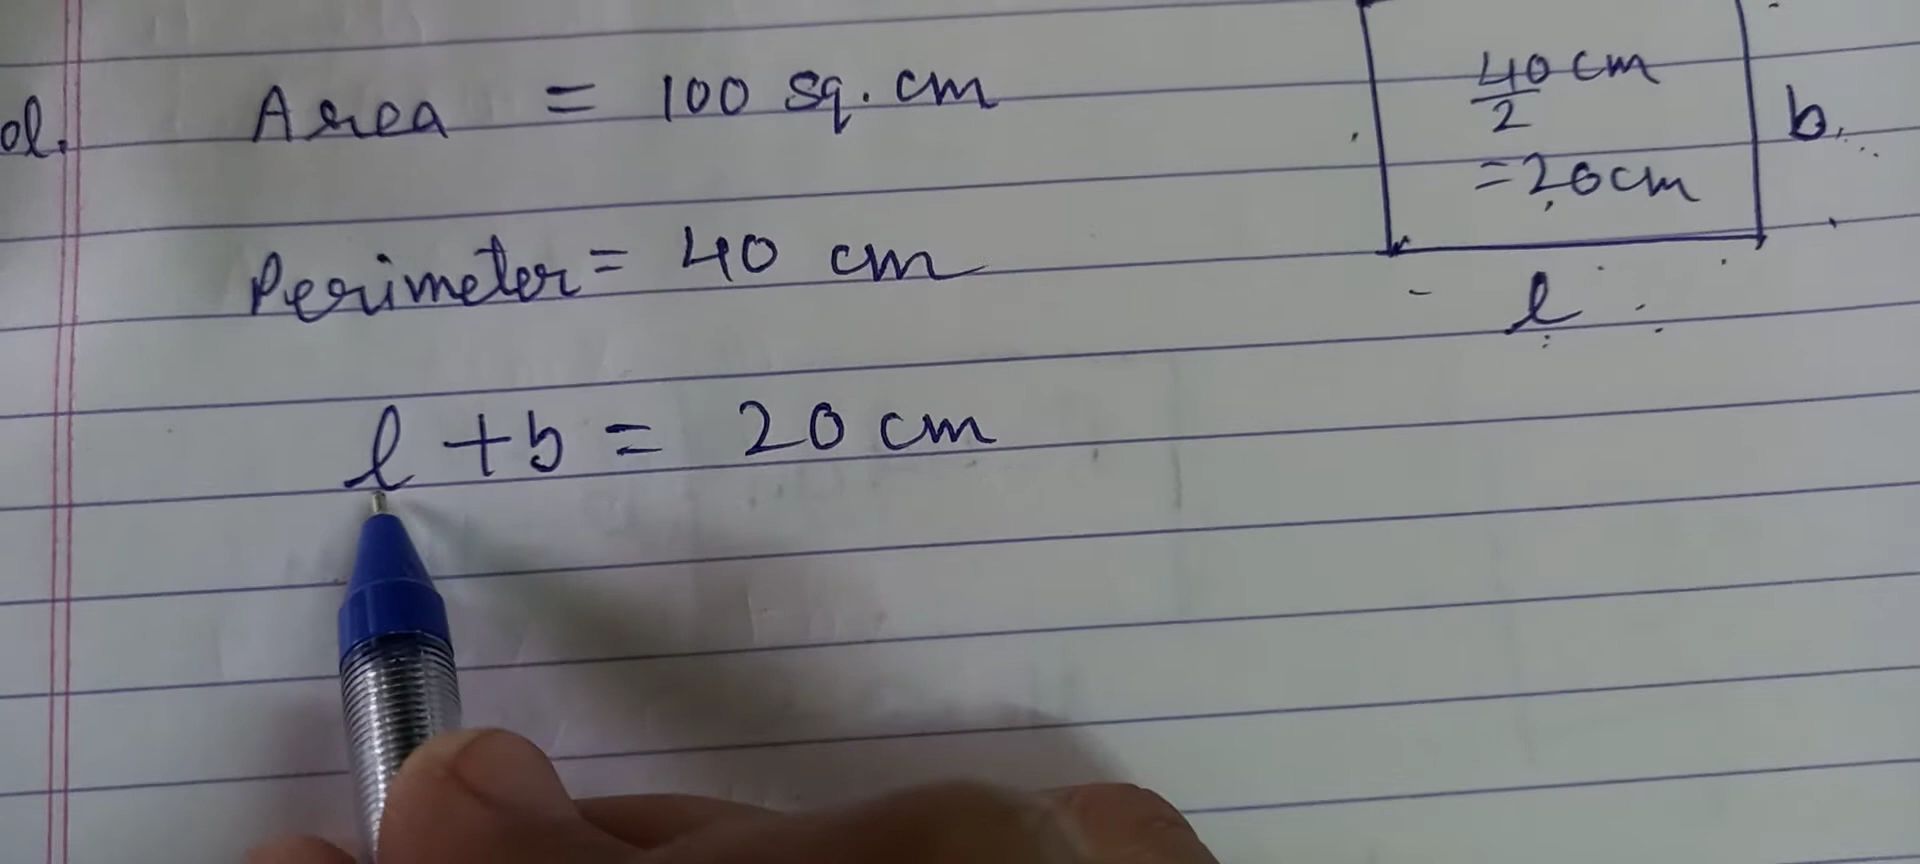 ol. Area = 100 sq. cm
Perimeter = 40 cm
l + b = 20 cm
40 cm
2
= 20 cm
b
l